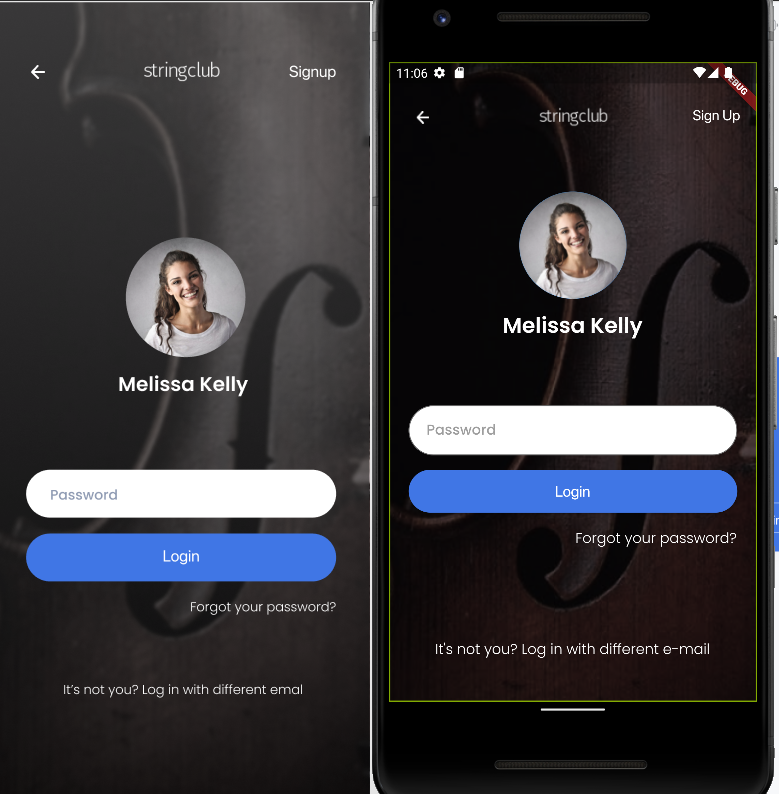 stringclub
Signup
Melissa Kelly
Password
Login
Forgot your password?
It's not you? Log in with different emal
11:06
stringclub
Sign Up
Melissa Kelly
Password
Login
Forgot your password?
It's not you? Log in with different e-mail